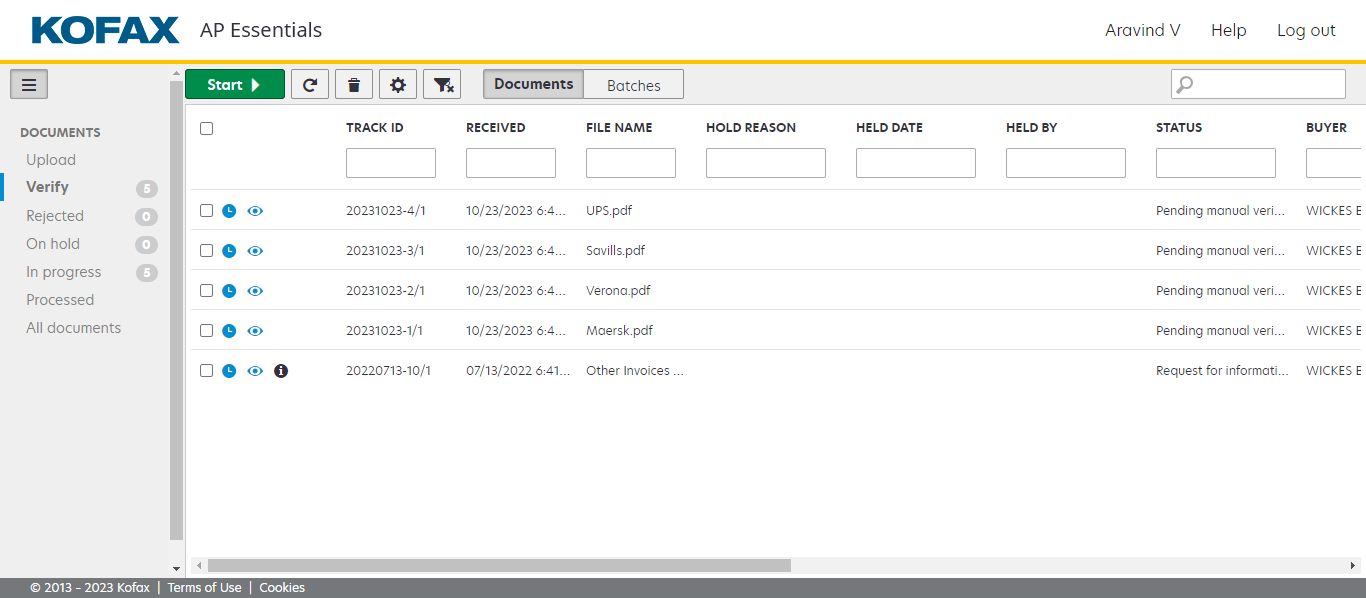 KOFAX AP Essentials Aravind V Help Log out
Start Documents Batches
DOCUMENTS
Upload
Verify 5
Rejected 0
On hold 0
In progress 5
Processed
All documents
TRACK ID RECEIVED FILE NAME HOLD REASON HELD DATE HELD BY STATUS BUYER
20231023-4/1 10/23/2023 6:4... UPS.pdf Pending manual veri... WICKES B
20231023-3/1 10/23/2023 6:4... Savills.pdf Pending manual veri... WICKES B
20231023-2/1 10/23/2023 6:4... Verona.pdf Pending manual veri... WICKES B
20231023-1/1 10/23/2023 6:4... Maersk.pdf Pending manual veri... WICKES B
20220713-10/1 07/13/2022 6:41... Other Invoices ... Request for informati... WICKES B
© 2013 - 2023 Kofax | Terms of Use | Cookies